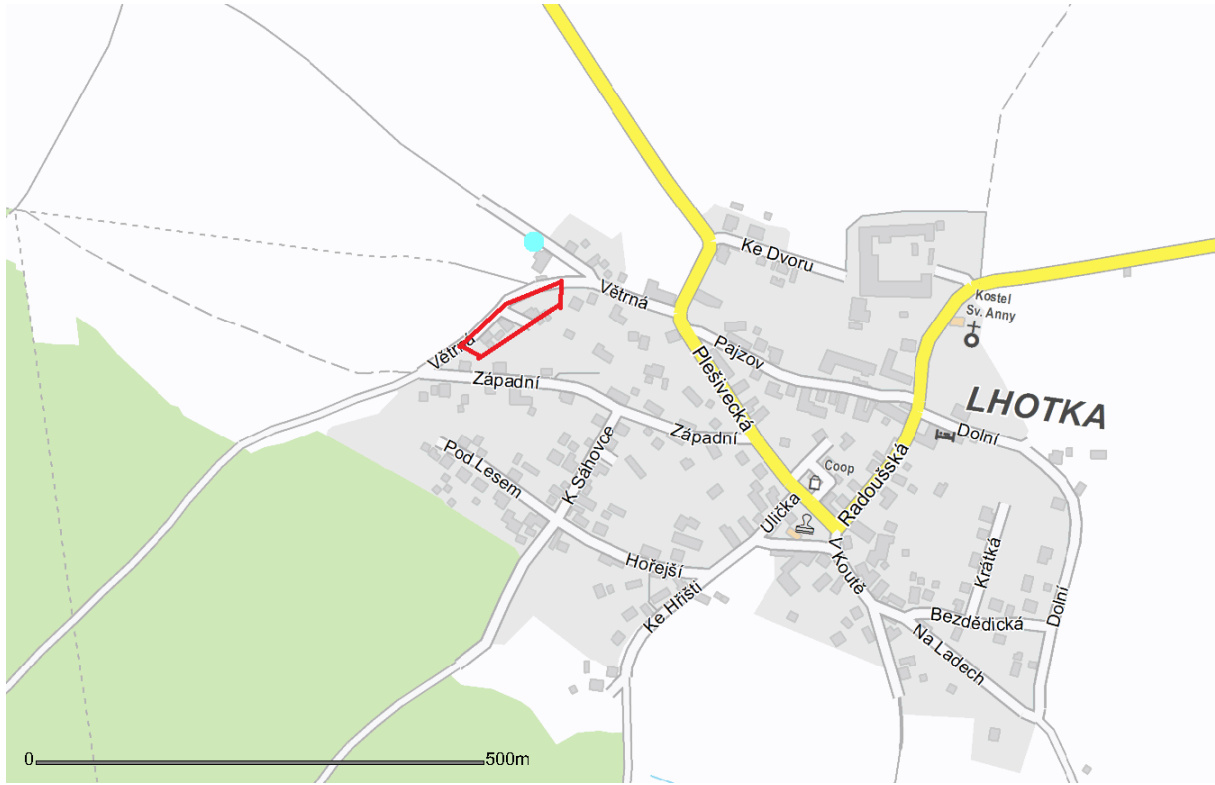 Ke Dvoru
Větrná
Kostel
Sv. Anny
Pajzov
Větrná
Západní
Plešivecká
LHOTKA
Západní
Dolní
Pod Lesem
K Sáhovce
Coop
Radoušská
Ulička
V Koutě
Hořejší
Krátká
Ke Hřišti
Dolní
Bezdědická
Na Ladech
0
500m